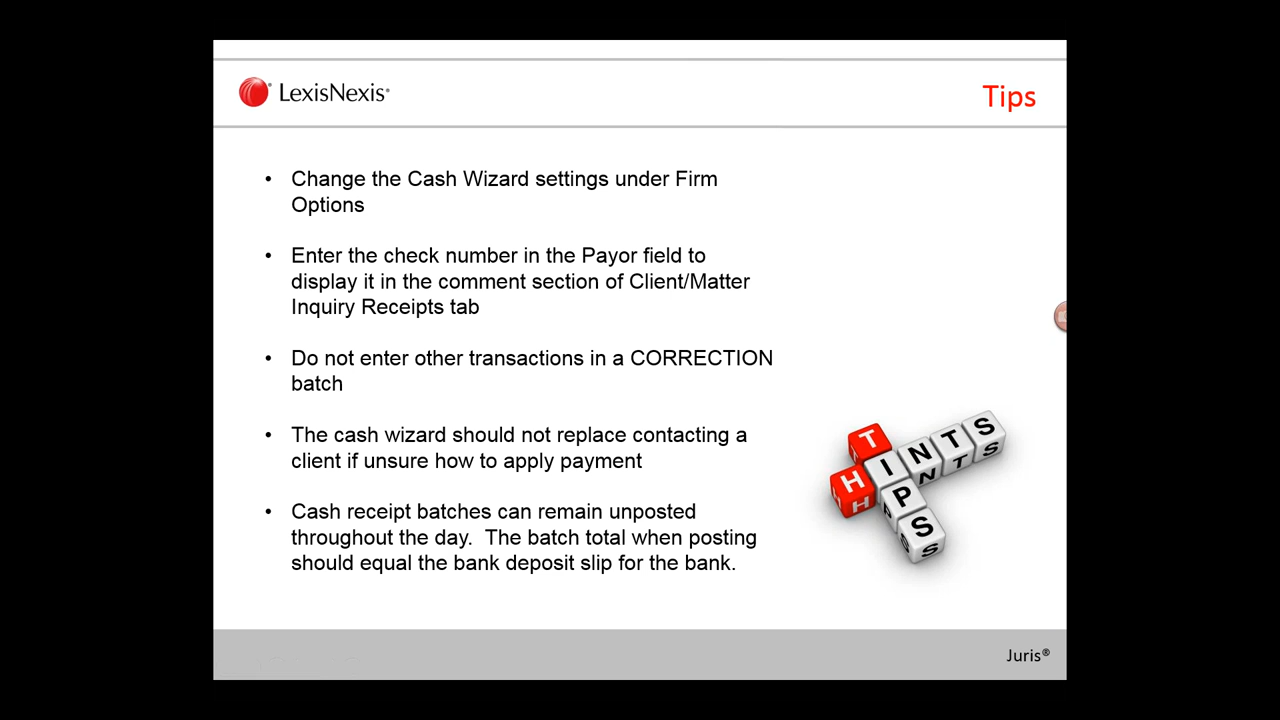 LexisNexis®
Tips
• Change the Cash Wizard settings under Firm
Options
• Enter the check number in the Payor field to
display it in the comment section of Client/Matter
Inquiry Receipts tab
• Do not enter other transactions in a CORRECTION
batch
• The cash wizard should not replace contacting a
client if unsure how to apply payment
• Cash receipt batches can remain unposted
throughout the day.  The batch total when posting
should equal the bank deposit slip for the bank.
HINTS
TIPS
Juris®